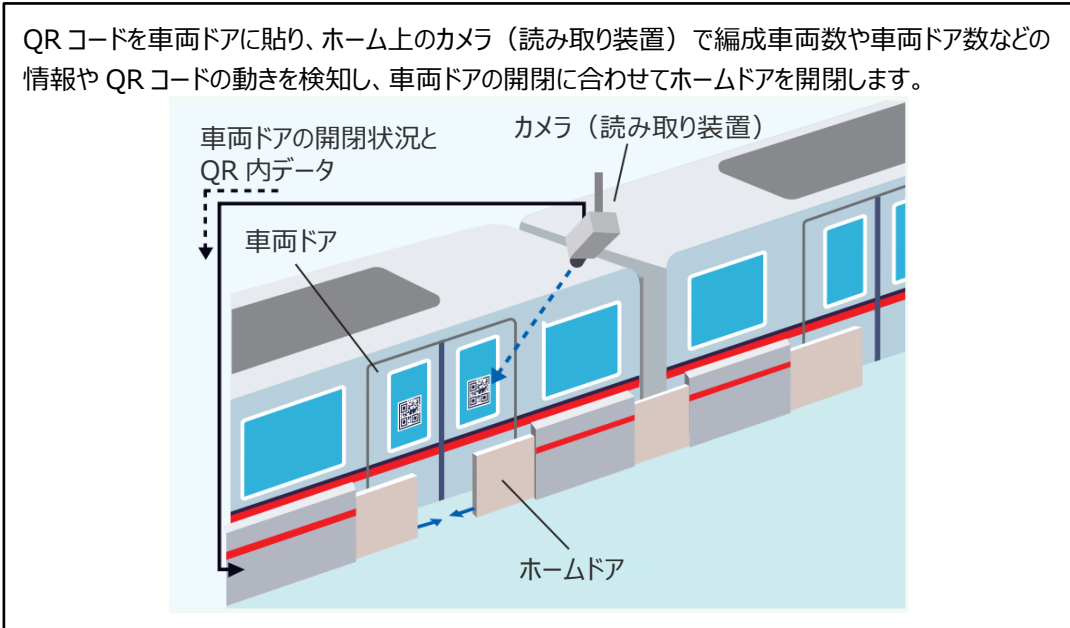 QR コードを車両ドアに貼り、ホーム上のカメラ（読み取り装置）で編成車両数や車両ドア数などの
情報や QR コードの動きを検知し、車両ドアの開閉に合わせてホームドアを開閉します。
カメラ（読み取り装置）
車両ドアの開閉状況と
QR 内データ
車両ドア
ホームドア